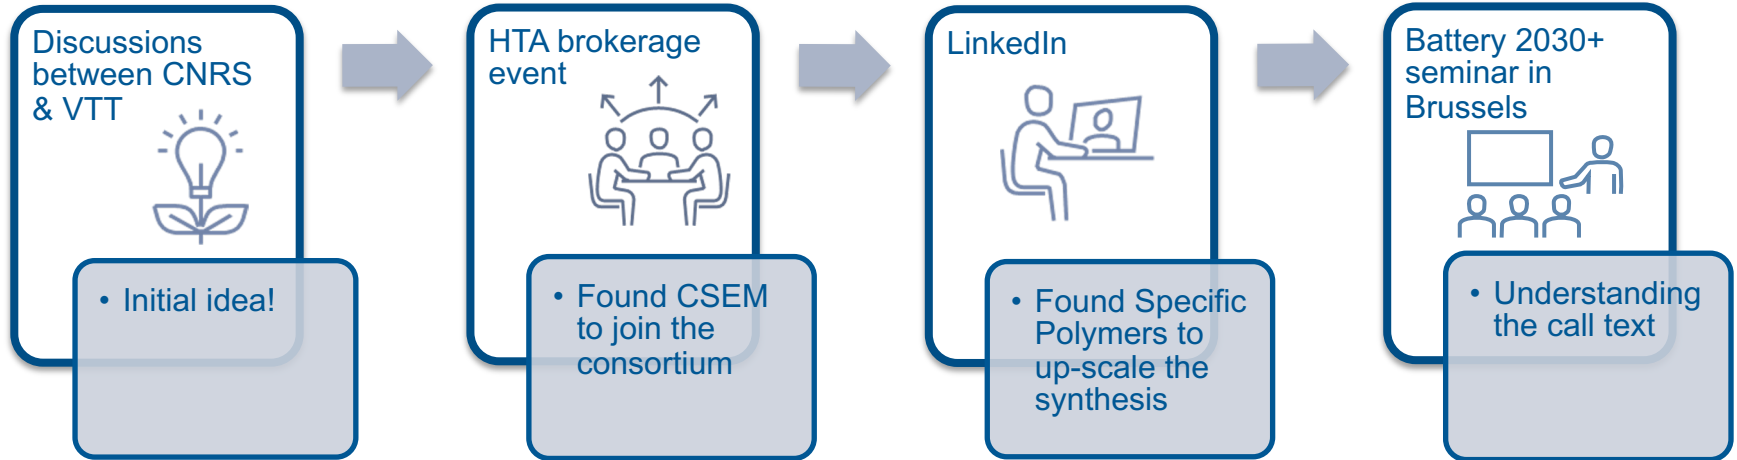 Discussions
between CNRS
& VTT
• Initial idea!
HTA brokerage
event
• Found CSEM
to join the
consortium
LinkedIn
• Found Specific
Polymers to
up-scale the
synthesis
Battery 2030+
seminar in
Brussels
• Understanding
the call text